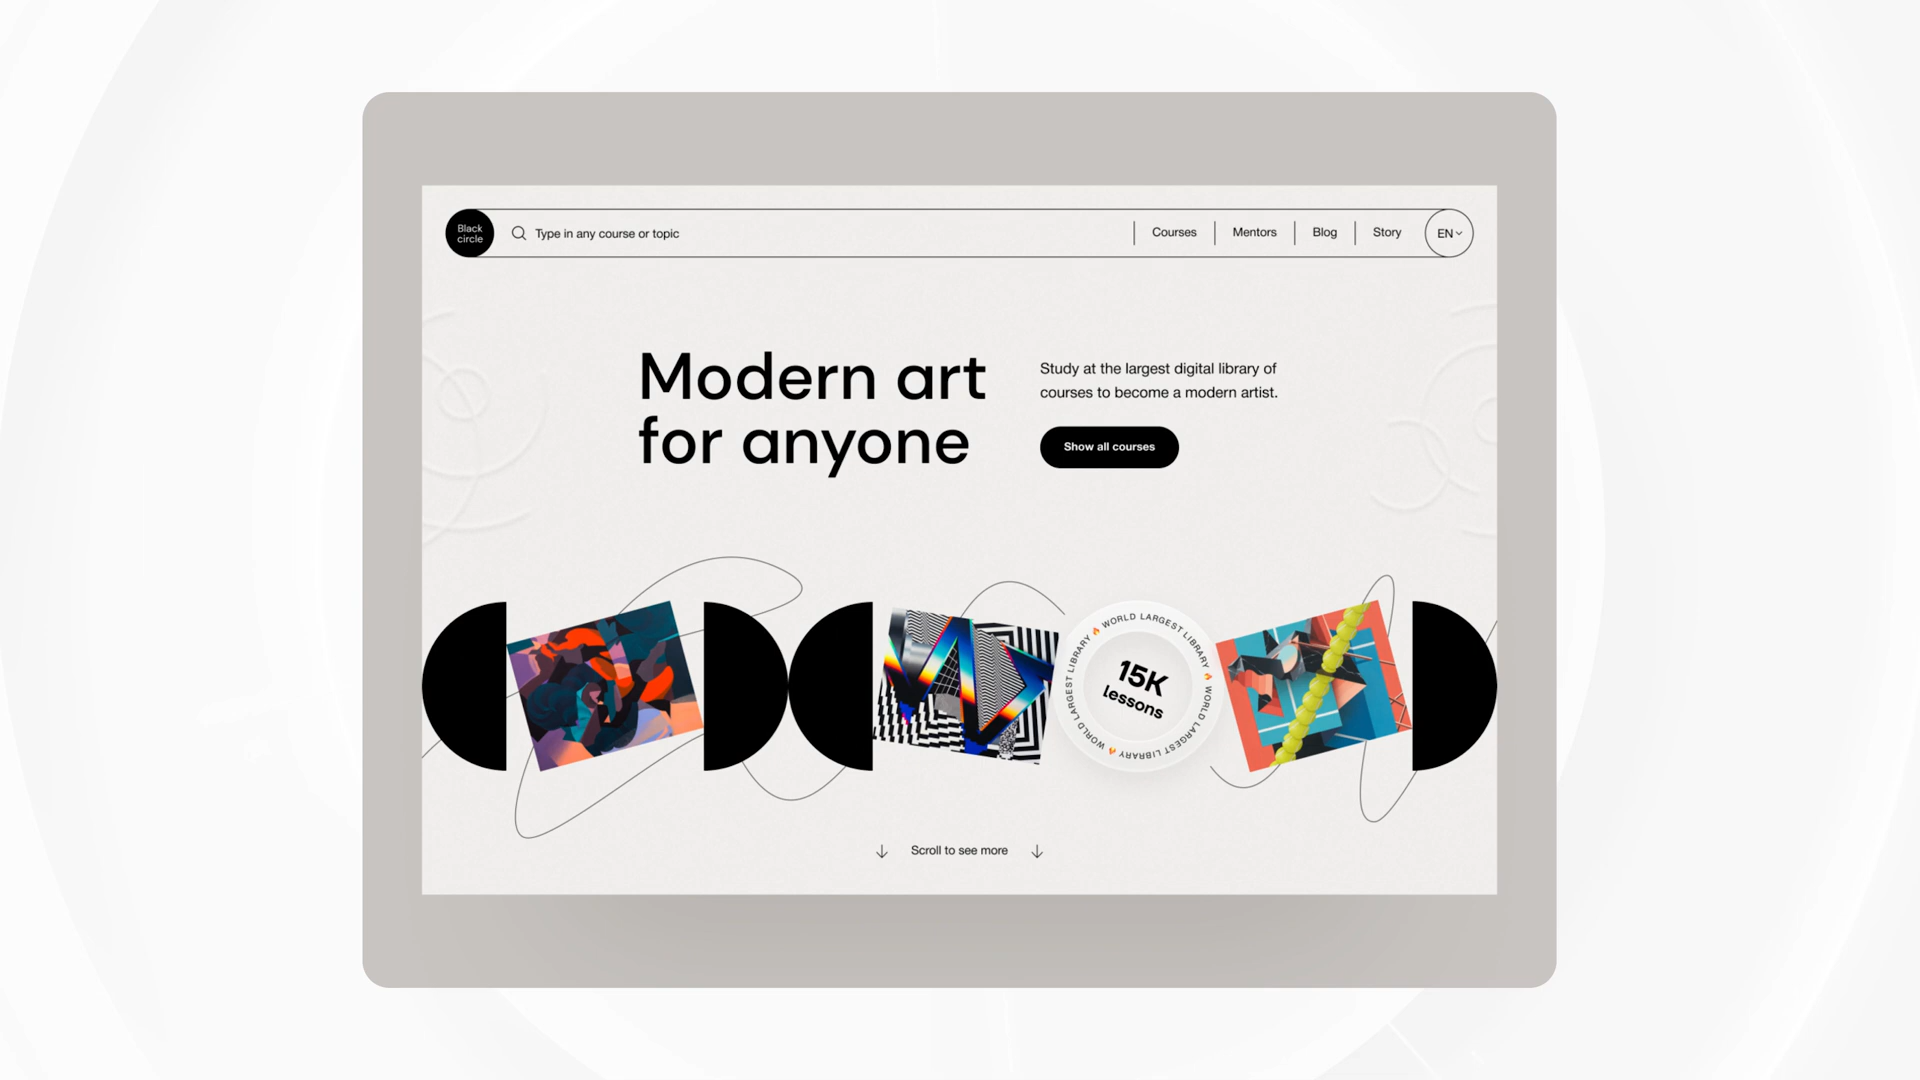 Black
circle
Type in any course or topic
Courses
Mentors
Blog
Story
EN
Modern art
for anyone
Study at the largest digital library of
courses to become a modern artist.
Show all courses
WORLD LARGEST LIBRARY 🔥 WORLD LARGEST LIBRARY 🔥 WORLD LARGEST LIBRARY 🔥
15K
lessons
Scroll to see more